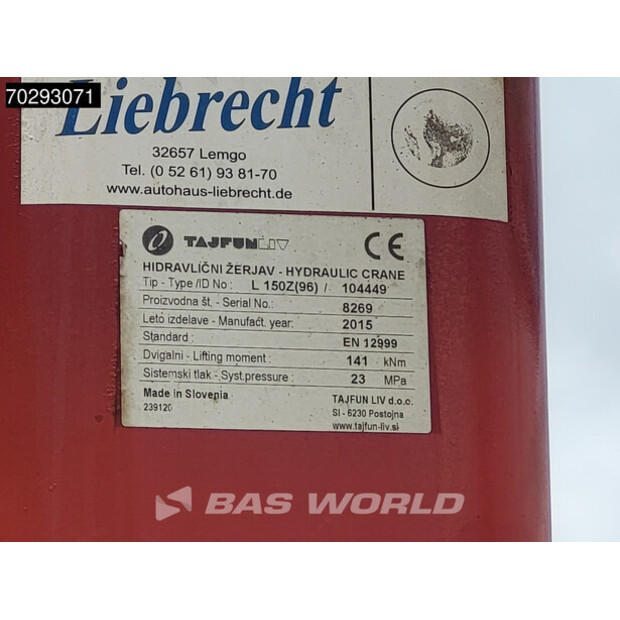 70293071
Liebrecht
32657 Lemgo
Tel. (0 52 61) 93 81-70
www.autohaus-liebrecht.de
TAJFUN LIV CE
HIDRAVLIČNI ŽERJAV - HYDRAULIC CRANE
Tip - Type /ID No : L 150Z(96) / 104449
Proizvodna št. - Serial No.: 8269
Leto izdelave - Manufact. year: 2015
Standard : EN 12999
Dvigalni - Lifting moment : 141 kNm
Sistemski tlak - Syst.pressure : 23 MPa
Made in Slovenia TAJFUN LIV d.o.o.
239120 SI - 6230 Postojna
www.tajfun-liv.si
BAS WORLD